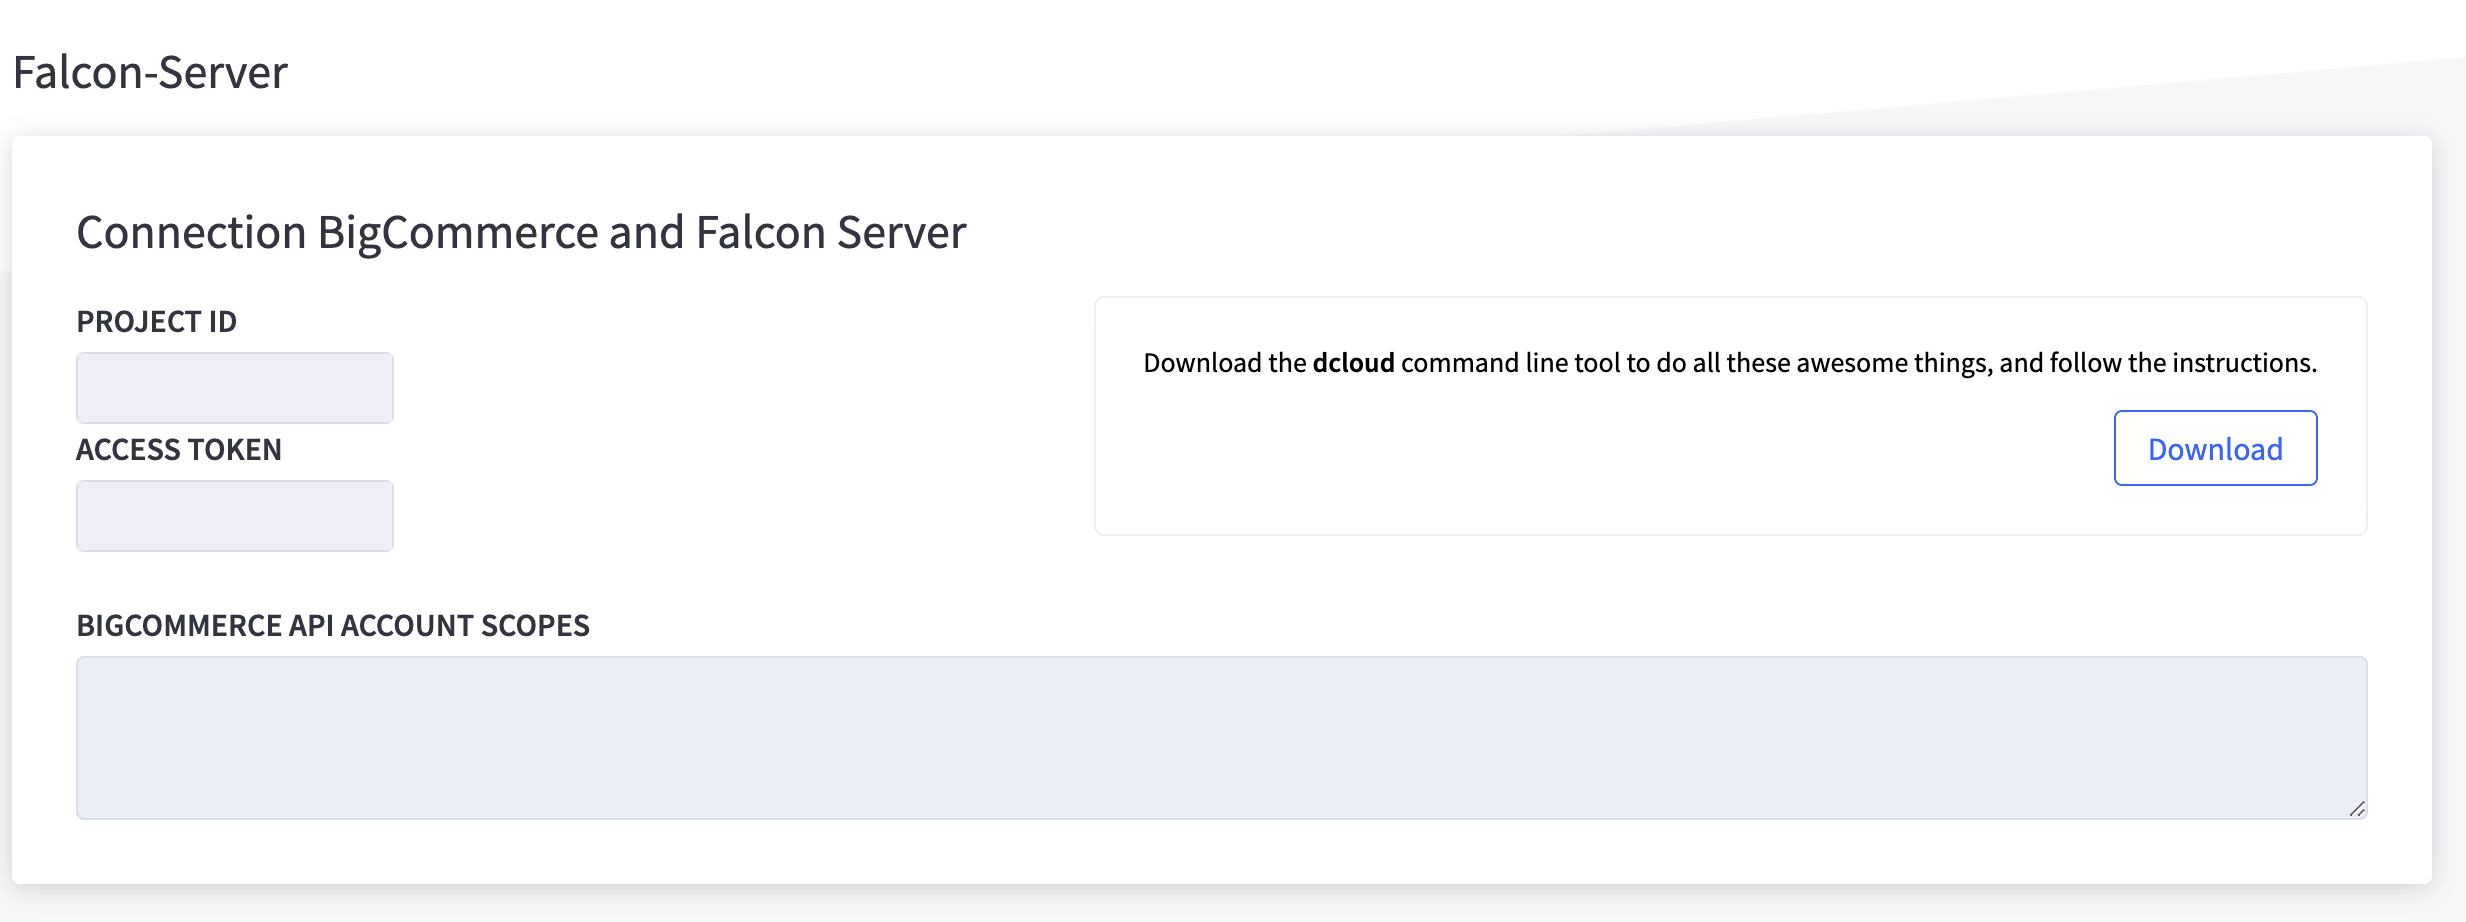 Falcon-Server
Connection BigCommerce and Falcon Server
PROJECT ID
ACCESS TOKEN
Download the dcloud command line tool to do all these awesome things, and follow the instructions.
Download
BIGCOMMERCE API ACCOUNT SCOPES